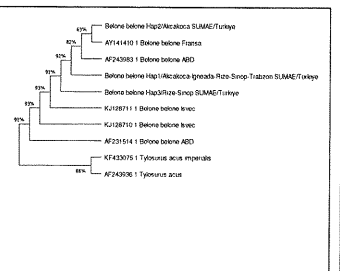 Belone belone Hap2/Akcakoca SUMAE/Turkiye
63%
AY141410 1 Belone belone Fransa
82%
AF243983 1 Belone belone ABD
92%
Belone belone Hap1/Akcakoca-Igneada-Rize-Sinop-Trabzon SUMAE/Turkiye
93%
Belone belone Hap3/Rize-Sinop SUMAE/Turkiye
93%
KJ128711 1 Belone belone Isvec
93%
KJ128710 1 Belone belone Isvec
93%
AF231514 1 Belone belone ABD
KF433075 1 Tylosurus acus imperialis
88%
AF243936 1 Tylosurus acus